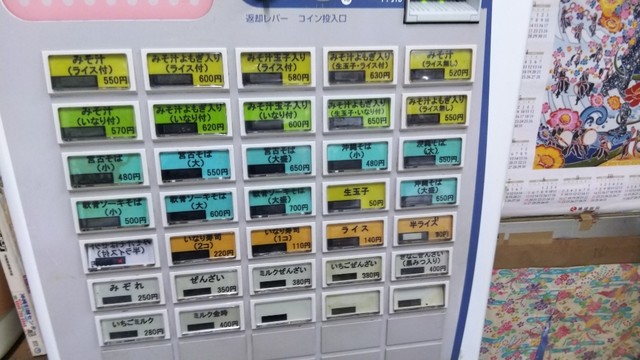 返却レバー コイン投入口
みそ汁
(ライス付)
550円
みそ汁よもぎ入り
(ライス付)
600円
みそ汁玉子入り
(ライス付)
580円
みそ汁よもぎ入り
(生玉子・ライス付)
630円
みそ汁
(ライス無し)
520円
みそ汁
(いなり付)
570円
みそ汁よもぎ入り
(いなり付)
620円
みそ汁玉子入り
(いなり付)
600円
みそ汁よもぎ入り
(生玉子・いなり付)
650円
みそ汁よもぎ入り
(ライス無し)
550円
宮古そば
(小)
480円
宮古そば
(大)
550円
宮古そば
(大盛)
650円
沖縄そば
(小)
480円
沖縄そば
(大)
550円
軟骨ソーキそば
(小)
500円
軟骨ソーキそば
(大)
600円
軟骨ソーキそば
(大盛)
700円
生玉子
50円
沖縄そば
(大盛)
650円
いなり寿司
(2コ)
220円
いなり寿司
(1コ)
110円
ライス
140円
半ライス
みぞれ
250円
ぜんざい
350円
ミルクぜんざい
380円
いちごぜんざい
380円
きなこぜんざい
(黒みつ入り)
400円
いちごミルク
280円
ミルク金時
400円